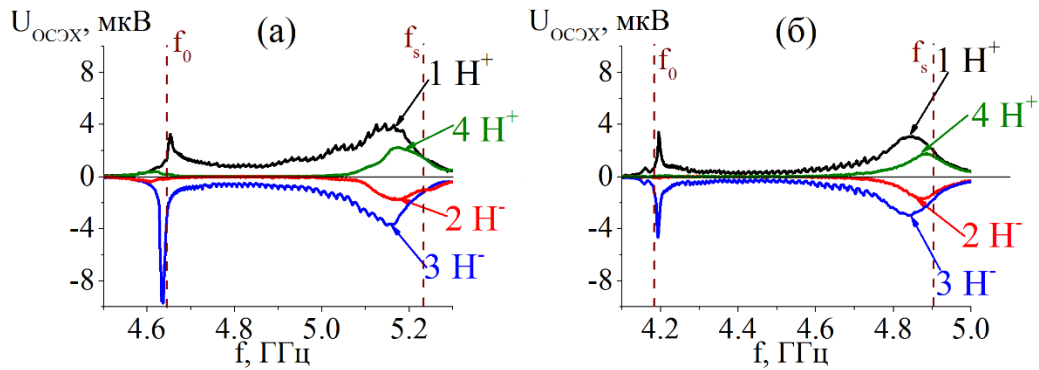 U_ОСЭХ, мкВ
(а)
f_0
f_s
1 H⁺
4 H⁺
2 H⁻
3 H⁻
8
4
0
-4
-8
4.6 4.8 5.0 5.2
f, ГГц
U_ОСЭХ, мкВ
(б)
f_0
f_s
1 H⁺
4 H⁺
2 H⁻
3 H⁻
8
4
0
-4
-8
4.2 4.4 4.6 4.8 5.0
f, ГГц